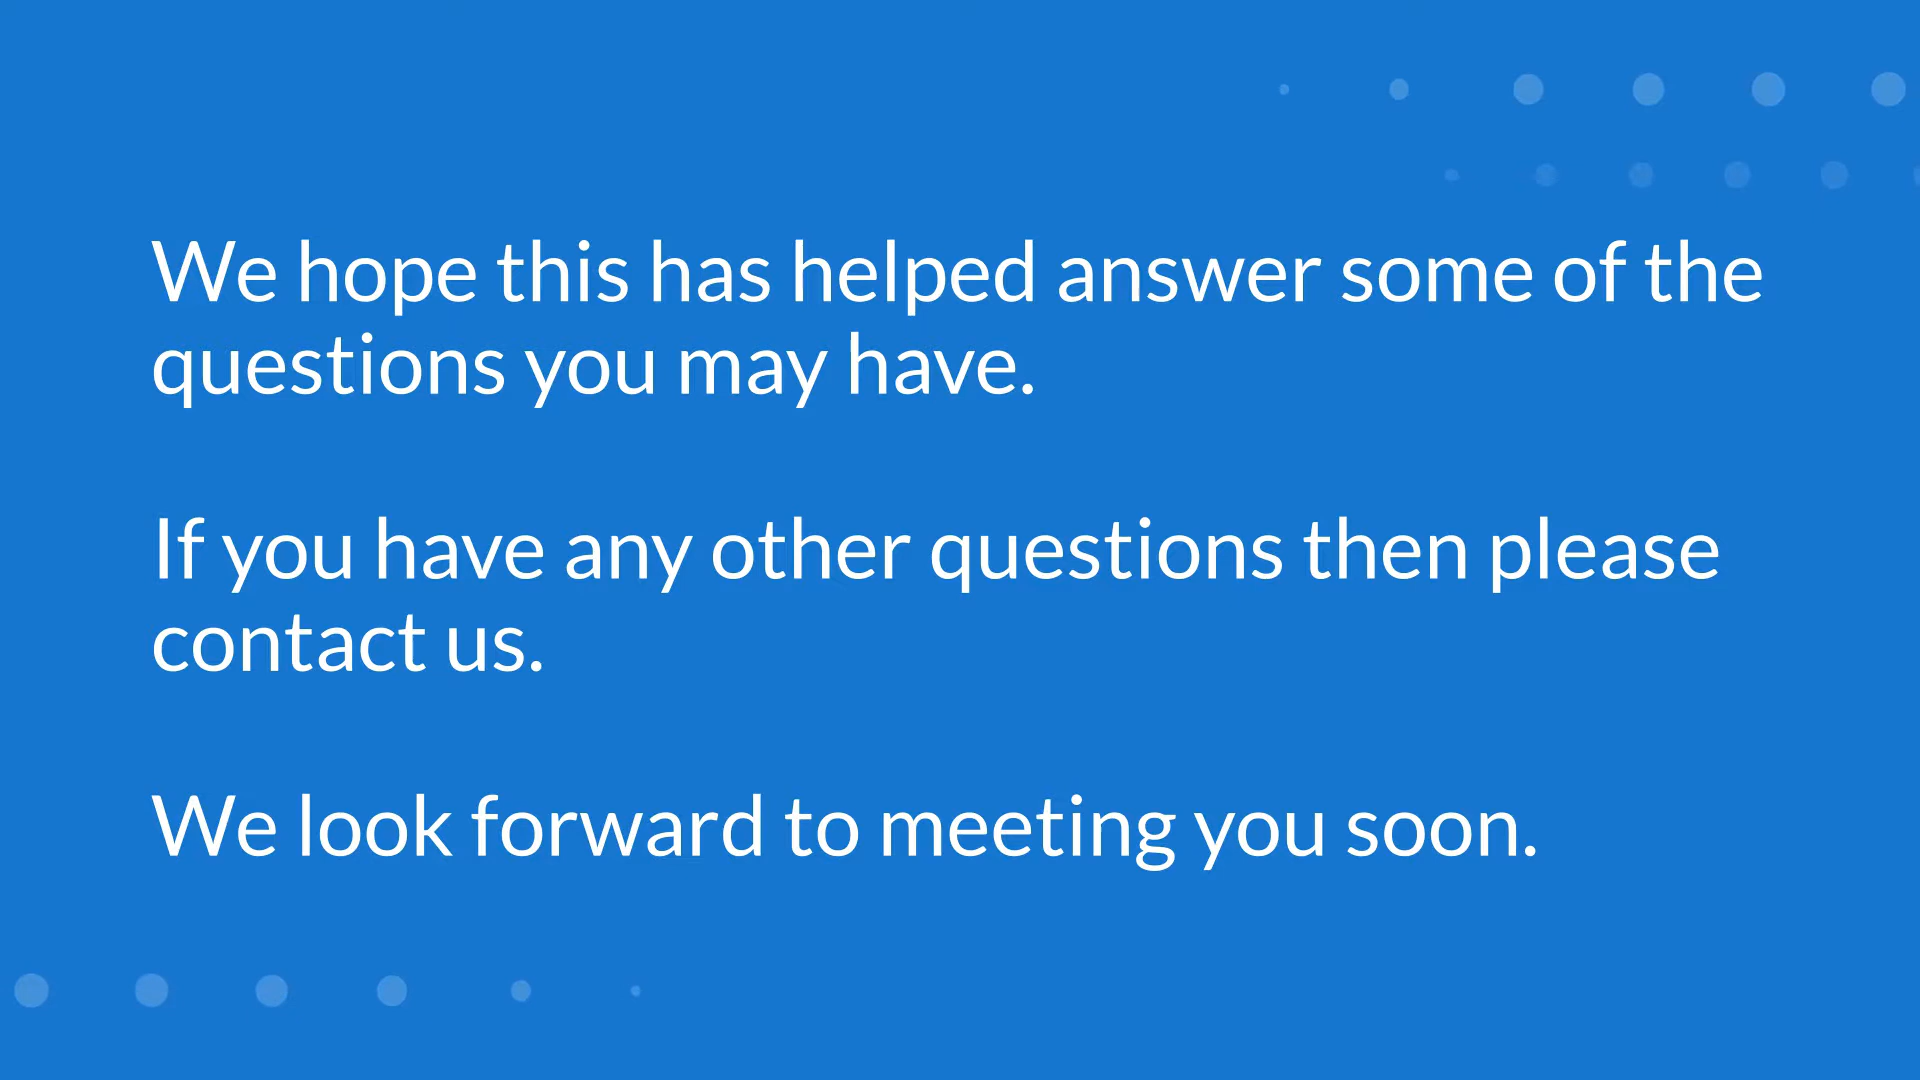 We hope this has helped answer some of the
questions you may have.
If you have any other questions then please
contact us.
We look forward to meeting you soon.